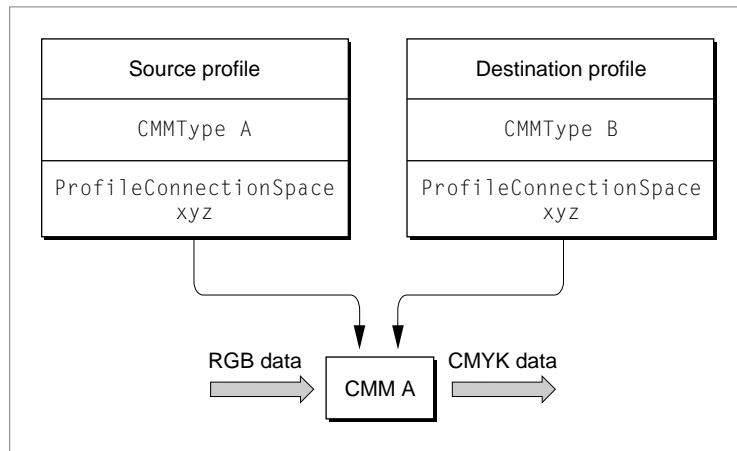 Source profile
CMMType A
ProfileConnectionSpace
xyz
Destination profile
CMMType B
ProfileConnectionSpace
xyz
RGB data
CMM A
CMYK data